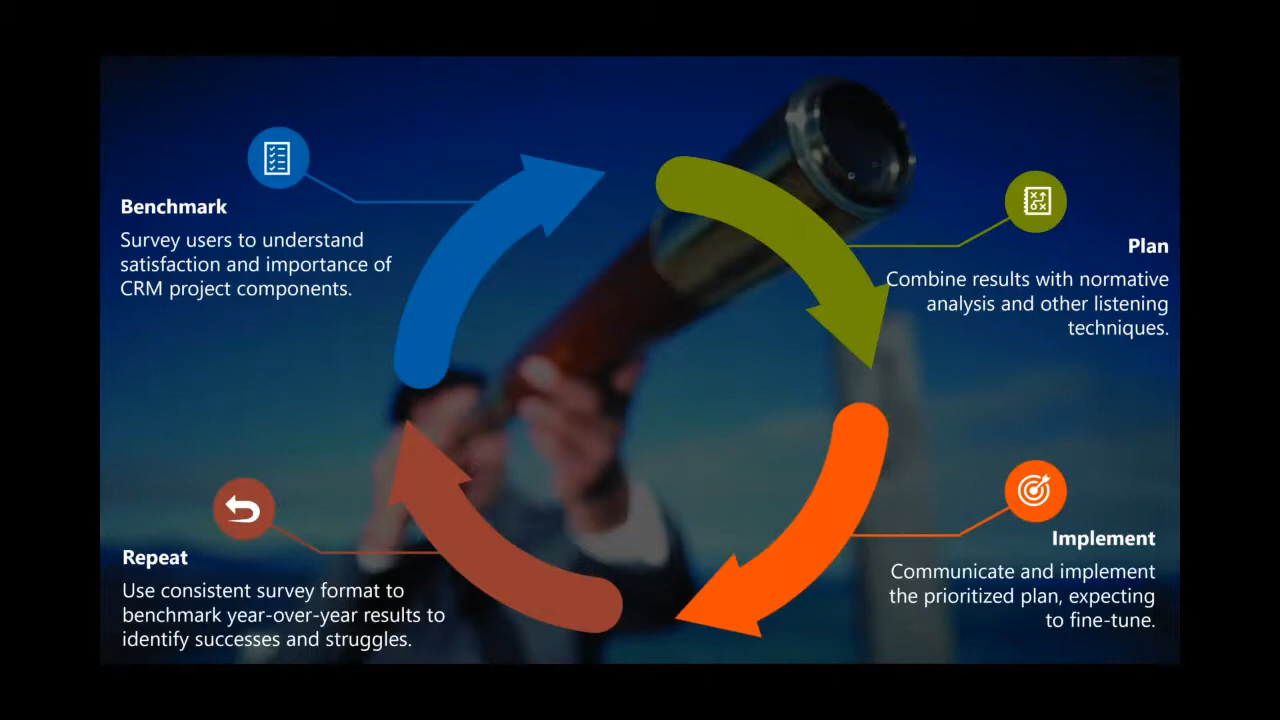 Benchmark
Survey users to understand
satisfaction and importance of
CRM project components.
Plan
Combine results with normative
analysis and other listening
techniques.
Implement
Communicate and implement
the prioritized plan, expecting
to fine-tune.
Repeat
Use consistent survey format to
benchmark year-over-year results to
identify successes and struggles.